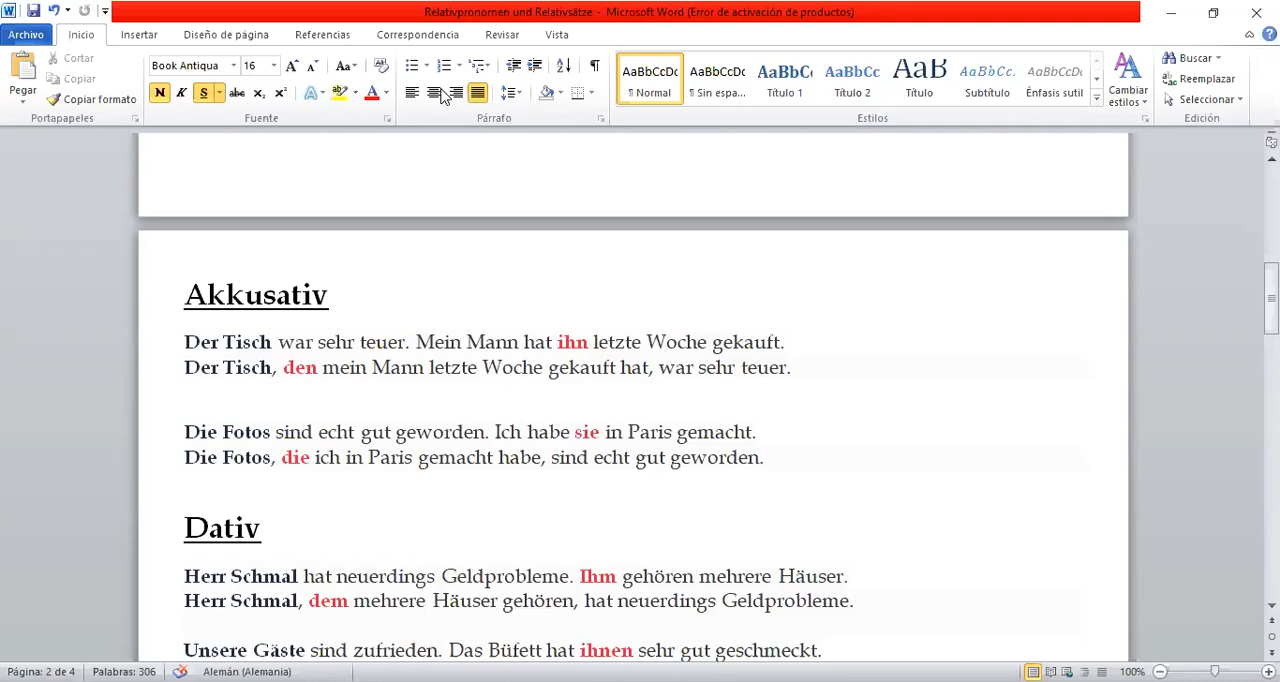 Relativpronomen und Relativsätze - Microsoft Word (Error de activación de productos)
Archivo Inicio Insertar Diseño de página Referencias Correspondencia Revisar Vista
Pegar
Cortar
Copiar
Copiar formato
Portapapeles
Book Antiqua 16
Fuente
Párrafo
AaBbCcDc AaBbCcDc AaBbC( AaBbCc AaB AaBbCc. AaBbCcDc
¶ Normal ¶ Sin espa... Título 1 Título 2 Título Subtítulo Énfasis sutil
Estilos
Cambiar estilos
Buscar
Reemplazar
Seleccionar
Edición
Akkusativ
Der Tisch war sehr teuer. Mein Mann hat ihn letzte Woche gekauft.
Der Tisch, den mein Mann letzte Woche gekauft hat, war sehr teuer.
Die Fotos sind echt gut geworden. Ich habe sie in Paris gemacht.
Die Fotos, die ich in Paris gemacht habe, sind echt gut geworden.
Dativ
Herr Schmal hat neuerdings Geldprobleme. Ihm gehören mehrere Häuser.
Herr Schmal, dem mehrere Häuser gehören, hat neuerdings Geldprobleme.
Unsere Gäste sind zufrieden. Das Büfett hat ihnen sehr gut geschmeckt.
Página: 2 de 4 Palabras: 306 Alemán (Alemania) 100%